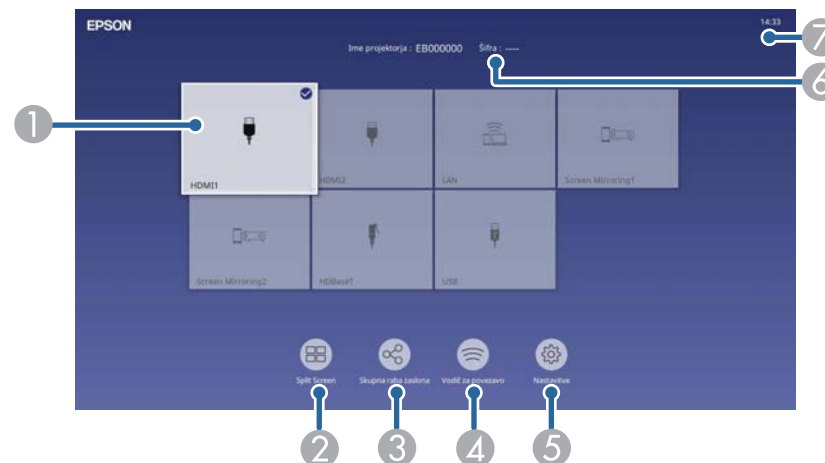 EPSON
14:33
Ime projektorja : EB000000 Šifra : ----
7
6
1
HDMI1
HDMI2
LAN
Screen Mirroring1
Screen Mirroring2
HDBaseT
USB
Split Screen
Skupna raba zaslona
Vodič za povezavo
Nastavitve
2
3
4
5